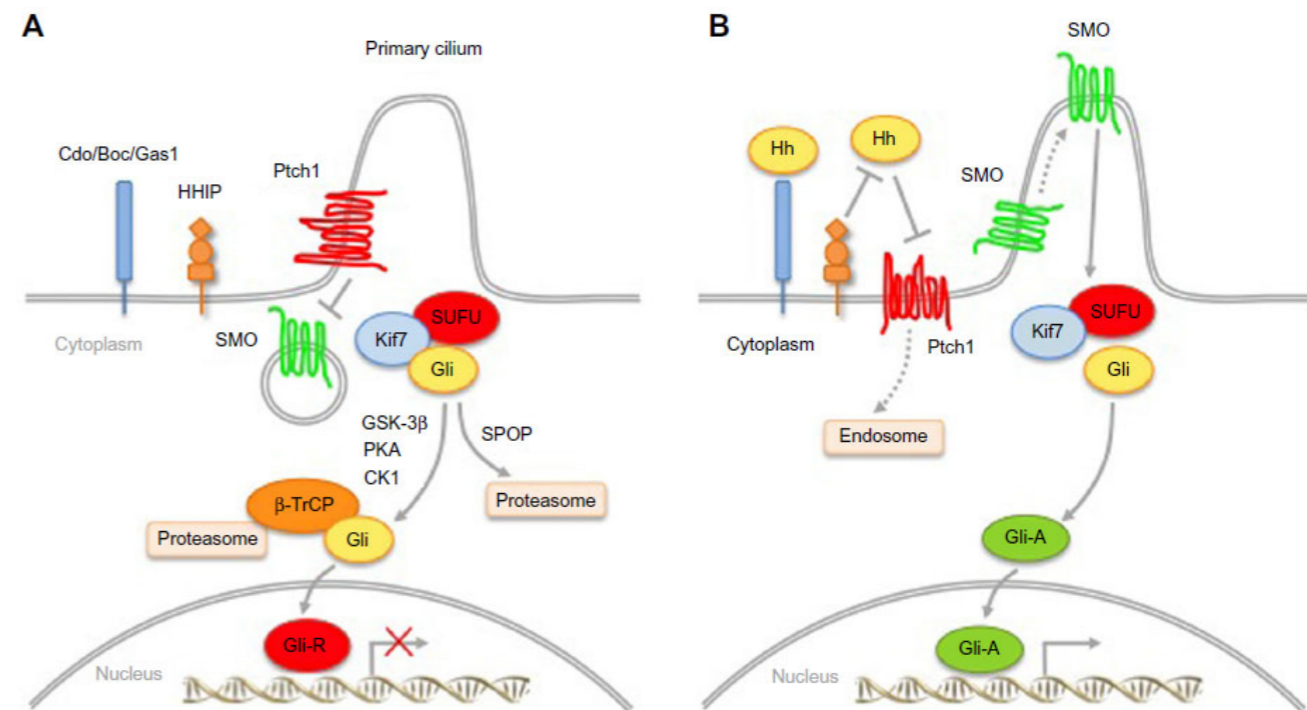 A
Primary cilium
Cdo/Boc/Gas1
HHIP
Ptch1
SMO
Cytoplasm
Kif7
SUFU
Gli
GSK-3β
PKA
CK1
SPOP
Proteasome
β-TrCP
Proteasome
Gli
Gli-R
Nucleus
B
SMO
Hh
Hh
SMO
Cytoplasm
Ptch1
Kif7
SUFU
Gli
Endosome
Gli-A
Gli-A
Nucleus